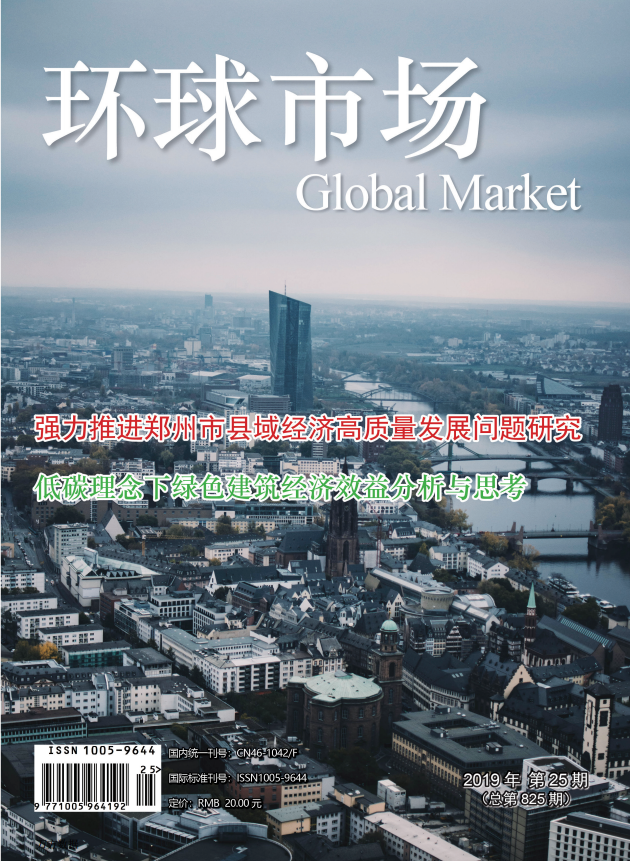 环球市场
Global Market
强力推进郑州市县域经济高质量发展问题研究
低碳理念下绿色建筑经济效益分析与思考
ISSN 1005-9644
25>
9 771005 964192
国内统一刊号：CN46-1042/F
国际标准刊号：ISSN1005-9644
定价：RMB 20.00 元
2019 年 第 25 期
（总第 825 期）